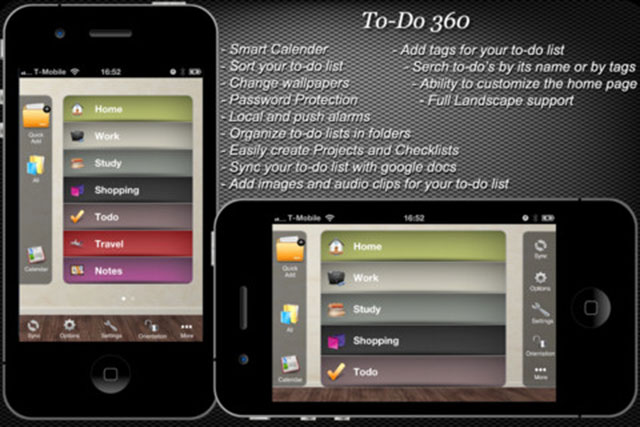 To-Do 360
- Smart Calender
- Sort your to-do list
- Change wallpapers
- Password Protection
- Local and push alarms
- Organize to-do lists in folders
- Easily create Projects and Checklists
- Sync your to-do list with google docs
- Add images and audio clips for your to-do list
- Add tags for your to-do list
- Serch to-do's by its name or by tags
- Ability to customize the home page
- Full Landscape support
T-Mobile 16:52
Quick Add
All
Calendar
Home
Work
Study
Shopping
Todo
Travel
Notes
Sync Options Settings Orientation More
T-Mobile 16:52
Quick Add
All
Calendar
Home
Work
Study
Shopping
Todo
Sync
Options
Settings
Orientation
More